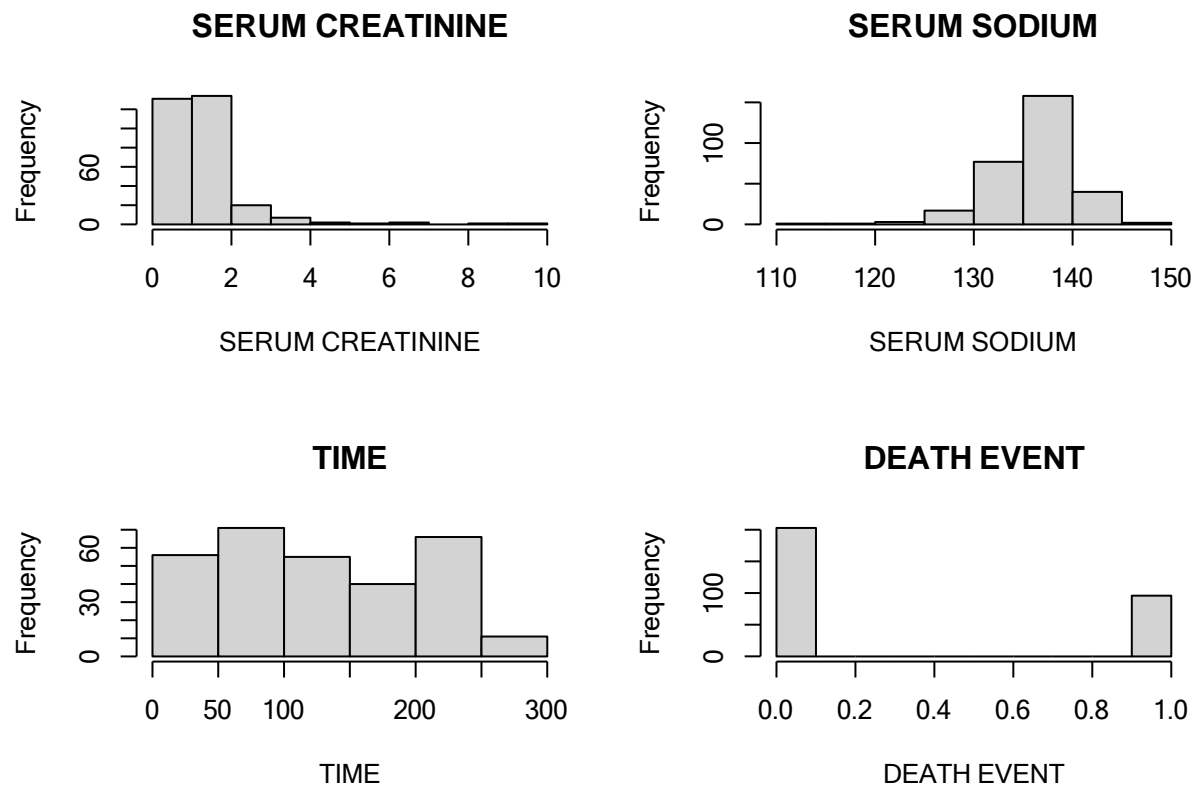 SERUM CREATININE
Frequency
0
60
0
2
4
6
8
10
SERUM CREATININE
SERUM SODIUM
Frequency
0
100
110
120
130
140
150
SERUM SODIUM
TIME
Frequency
0
30
60
0
50
100
200
300
TIME
DEATH EVENT
Frequency
0
100
0.0
0.2
0.4
0.6
0.8
1.0
DEATH EVENT